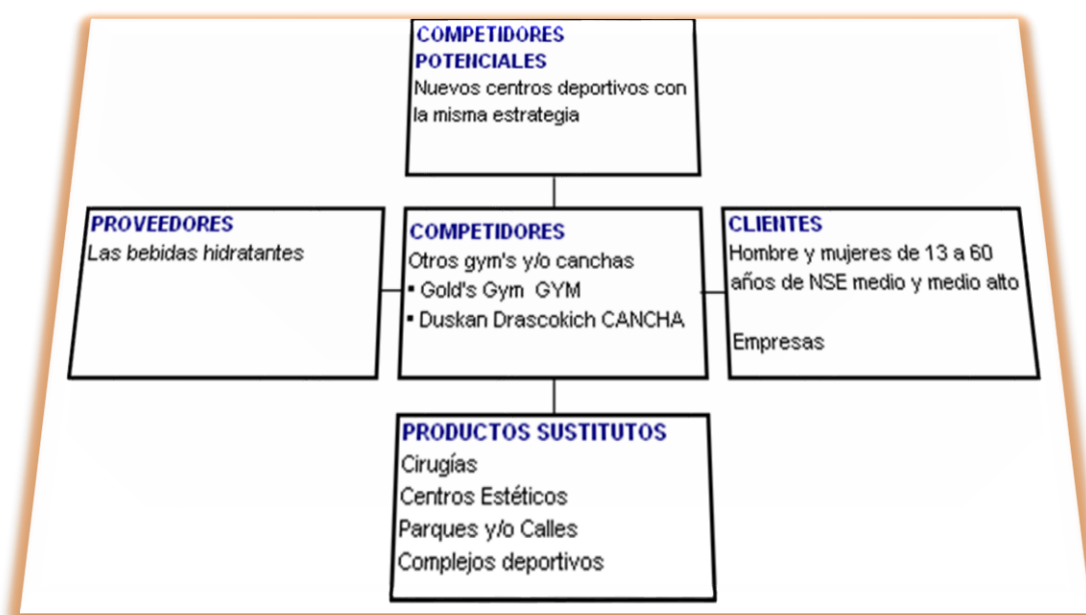 COMPETIDORES
POTENCIALES
Nuevos centros deportivos con
la misma estrategia
PROVEEDORES
Las bebidas hidratantes
COMPETIDORES
Otros gym's y/o canchas
▪ Gold's Gym GYM
▪ Duskan Drascokich CANCHA
CLIENTES
Hombre y mujeres de 13 a 60
años de NSE medio y medio alto
Empresas
PRODUCTOS SUSTITUTOS
Cirugías
Centros Estéticos
Parques y/o Calles
Complejos deportivos